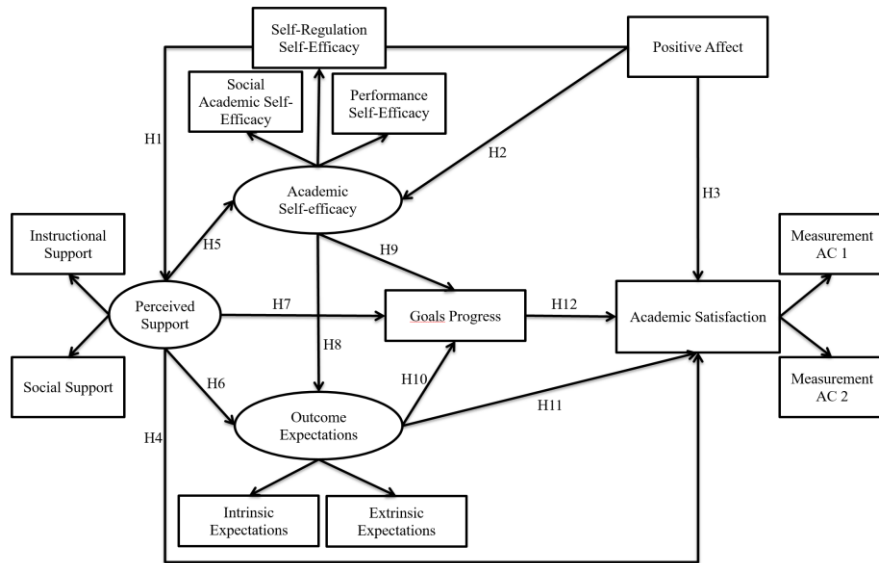 Self-Regulation
Self-Efficacy
Positive Affect
Social
Academic Self-
Efficacy
Performance
Self-Efficacy
H1
H2
Academic
Self-efficacy
H3
Instructional
Support
H5
H9
Measurement
AC 1
Perceived
Support
H7
Goals Progress
H12
Academic Satisfaction
H8
Social Support
H6
H10
Measurement
AC 2
H4
Outcome
Expectations
H11
Intrinsic
Expectations
Extrinsic
Expectations